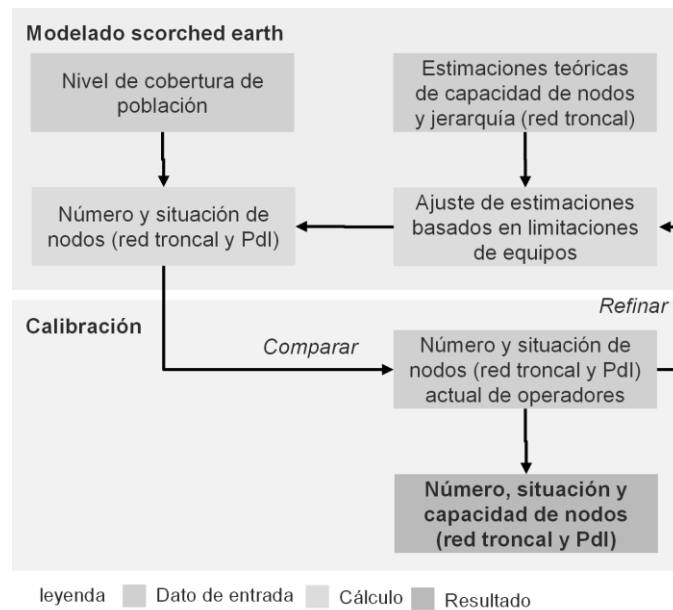 Modelado scorched earth
Nivel de cobertura de
población
Estimaciones teóricas
de capacidad de nodos
y jerarquía (red troncal)
Número y situación de
nodos (red troncal y PdI)
Ajuste de estimaciones
basados en limitaciones
de equipos
Refinar
Calibración
Comparar
Número y situación de
nodos (red troncal y PdI)
actual de operadores
Número, situación y
capacidad de nodos
(red troncal y PdI)
leyenda Dato de entrada Cálculo Resultado